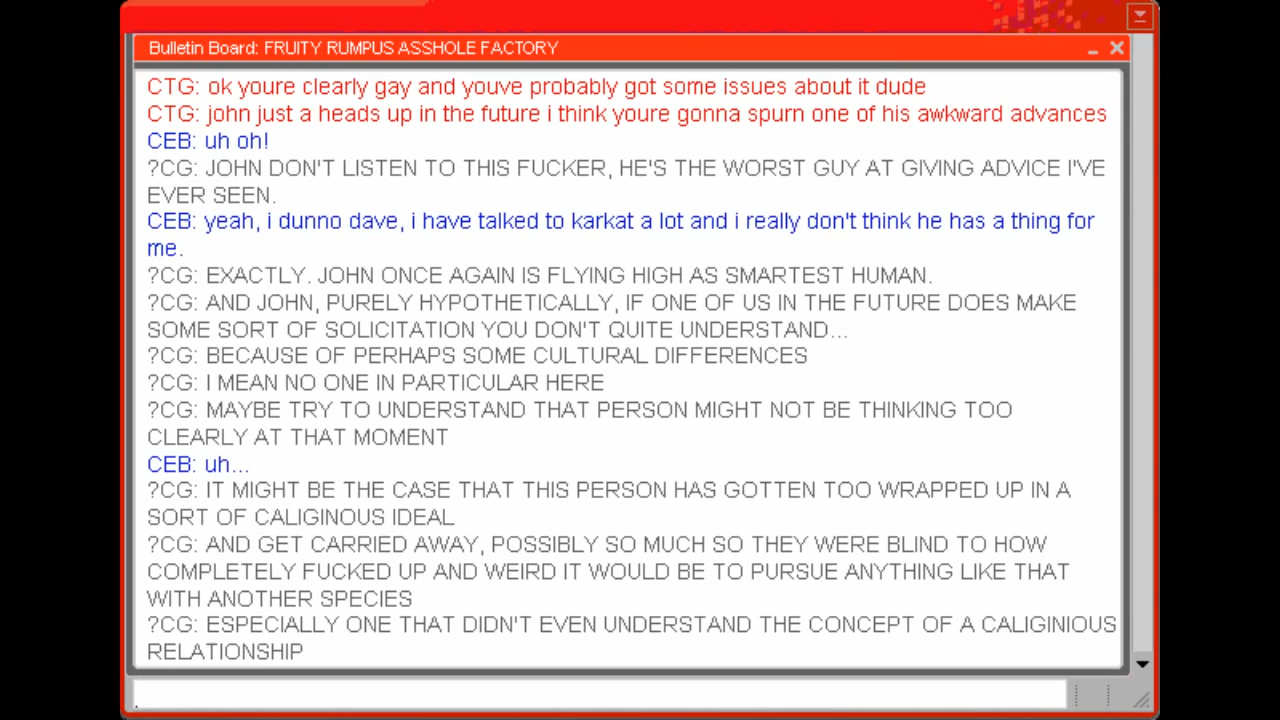 Bulletin Board: FRUITY RUMPUS ASSHOLE FACTORY
CTG: ok youre clearly gay and youve probably got some issues about it dude
CTG: john just a heads up in the future i think youre gonna spurn one of his awkward advances
CEB: uh oh!
?CG: JOHN DON'T LISTEN TO THIS FUCKER, HE'S THE WORST GUY AT GIVING ADVICE I'VE
EVER SEEN.
CEB: yeah, i dunno dave, i have talked to karkat a lot and i really don't think he has a thing for
me.
?CG: EXACTLY. JOHN ONCE AGAIN IS FLYING HIGH AS SMARTEST HUMAN.
?CG: AND JOHN, PURELY HYPOTHETICALLY, IF ONE OF US IN THE FUTURE DOES MAKE
SOME SORT OF SOLICITATION YOU DON'T QUITE UNDERSTAND...
?CG: BECAUSE OF PERHAPS SOME CULTURAL DIFFERENCES
?CG: I MEAN NO ONE IN PARTICULAR HERE
?CG: MAYBE TRY TO UNDERSTAND THAT PERSON MIGHT NOT BE THINKING TOO
CLEARLY AT THAT MOMENT
CEB: uh...
?CG: IT MIGHT BE THE CASE THAT THIS PERSON HAS GOTTEN TOO WRAPPED UP IN A
SORT OF CALIGINOUS IDEAL
?CG: AND GET CARRIED AWAY, POSSIBLY SO MUCH SO THEY WERE BLIND TO HOW
COMPLETELY FUCKED UP AND WEIRD IT WOULD BE TO PURSUE ANYTHING LIKE THAT
WITH ANOTHER SPECIES
?CG: ESPECIALLY ONE THAT DIDN'T EVEN UNDERSTAND THE CONCEPT OF A CALIGINIOUS
RELATIONSHIP